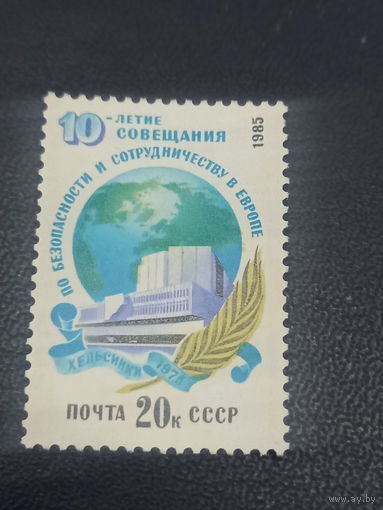 10-ЛЕТИЕ
СОВЕЩАНИЯ
ПО БЕЗОПАСНОСТИ И СОТРУДНИЧЕСТВУ В ЕВРОПЕ
1985
ХЕЛЬСИНКИ 1975
ПОЧТА 20К СССР
www.ay.by